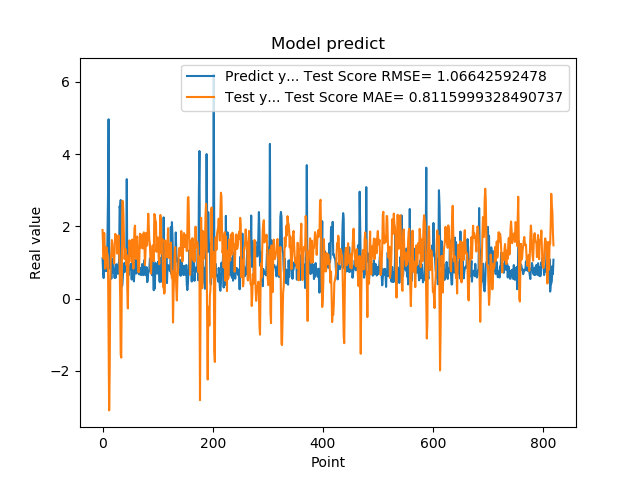 Model predict
Predict y... Test Score RMSE= 1.06642592478
Test y... Test Score MAE= 0.8115999328490737
Real value
6
4
2
0
−2
0 200 400 600 800
Point